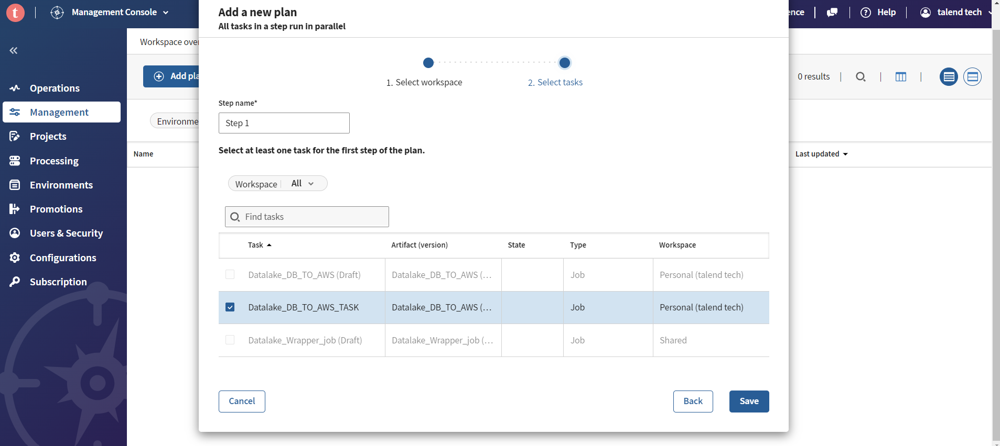 t
Management Console
Add a new plan
All tasks in a step run in parallel
Help
talend tech
Workspace
Operations
Management
Projects
Processing
Environments
Promotions
Users & Security
Configurations
Subscription
Add
0 results
Name
Last updated
1. Select workspace
2. Select tasks
Step name*
Step 1
Select at least one task for the first step of the plan.
Workspace All
Find tasks
Task Artifact (version) State Type Workspace
Datalake_DB_TO_AWS (Draft) Datalake_DB_TO_AWS (... Job Personal (talend tech)
Datalake_DB_TO_AWS_TASK Datalake_DB_TO_AWS (... Job Personal (talend tech)
Datalake_Wrapper_job (Draft) Datalake_Wrapper_job (... Job Shared
Cancel
Back
Save